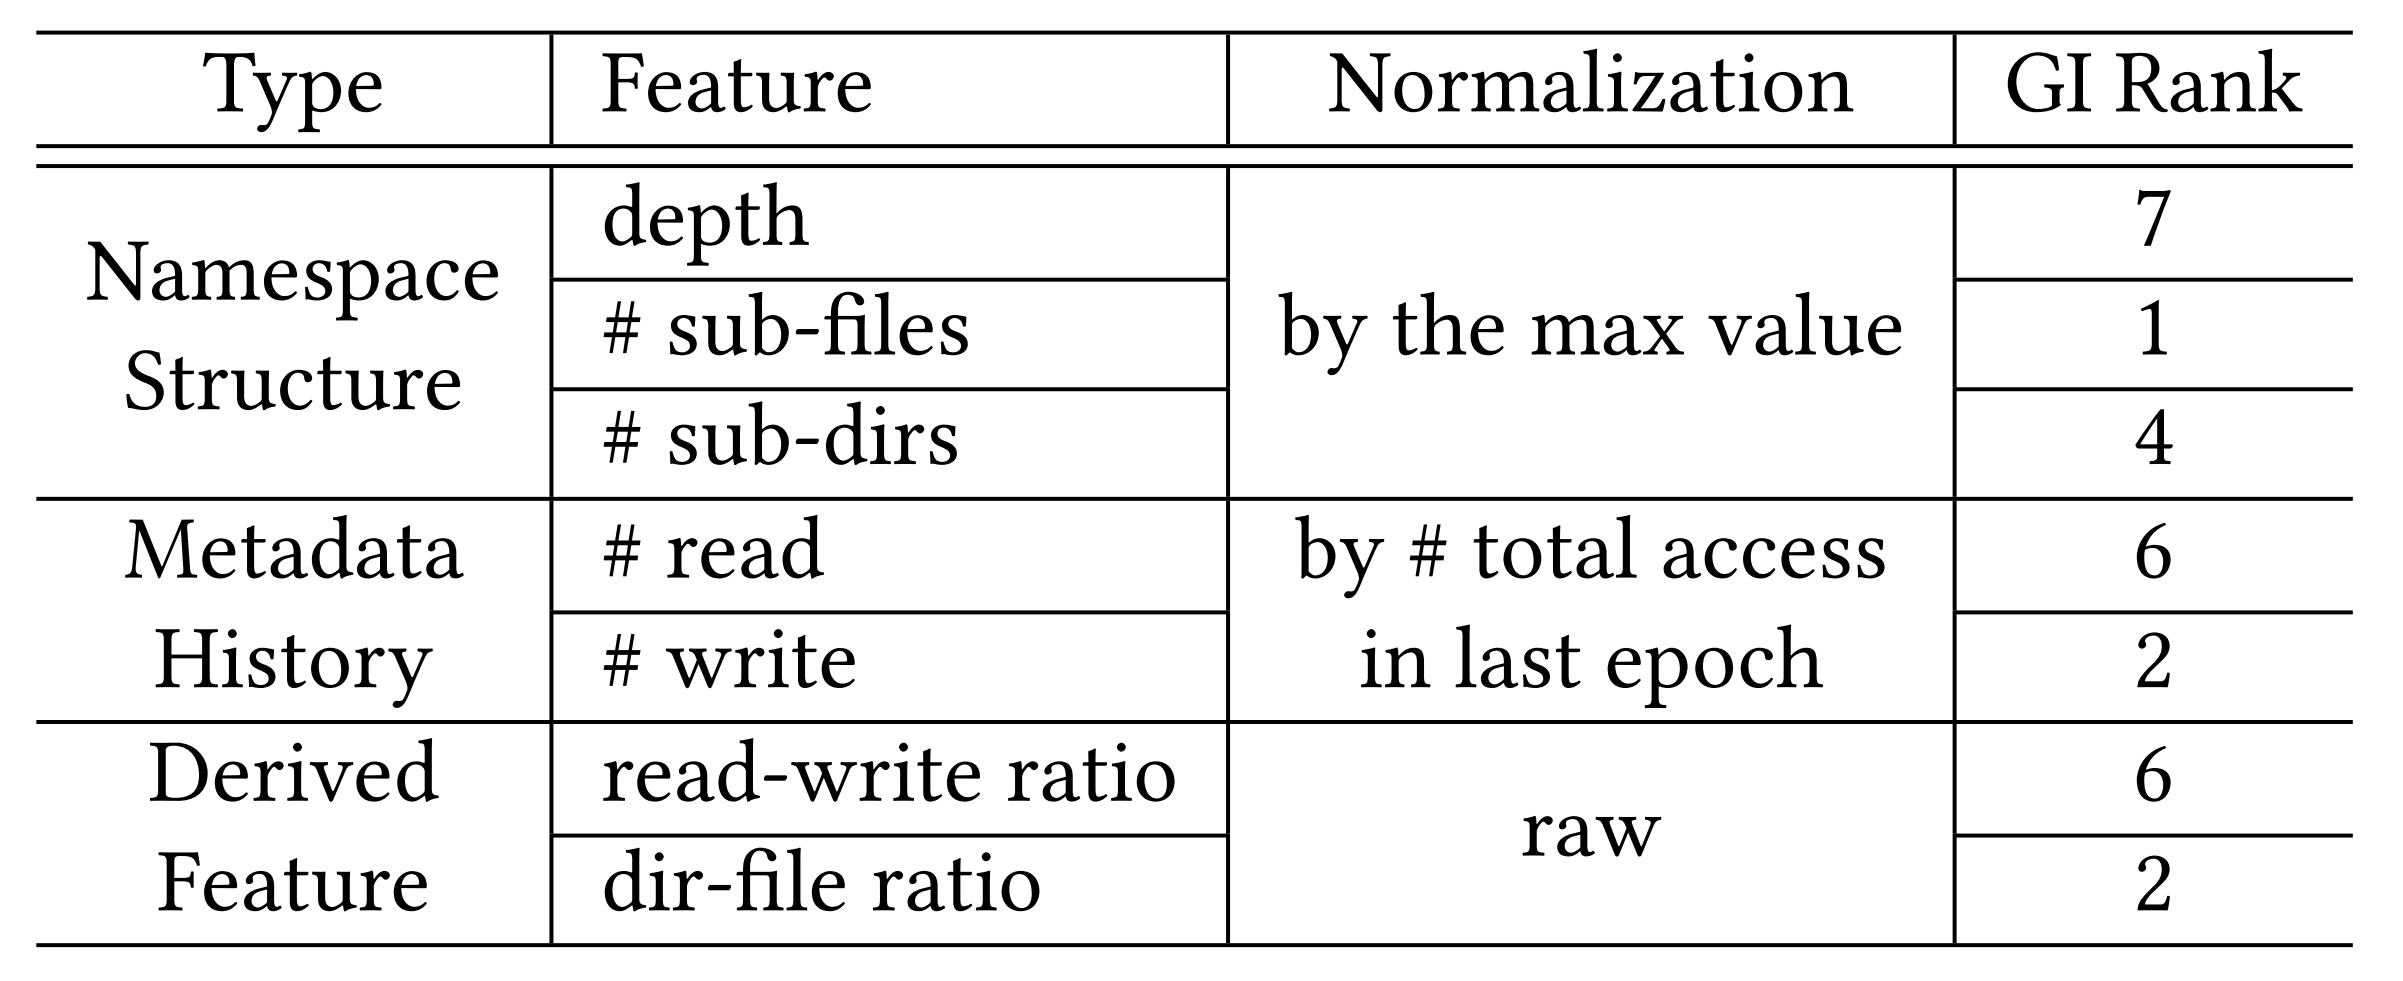 Type Feature Normalization GI Rank
Namespace Structure depth by the max value 7
# sub-files 1
# sub-dirs 4
Metadata History # read by # total access in last epoch 6
# write 2
Derived Feature read-write ratio raw 6
dir-file ratio 2